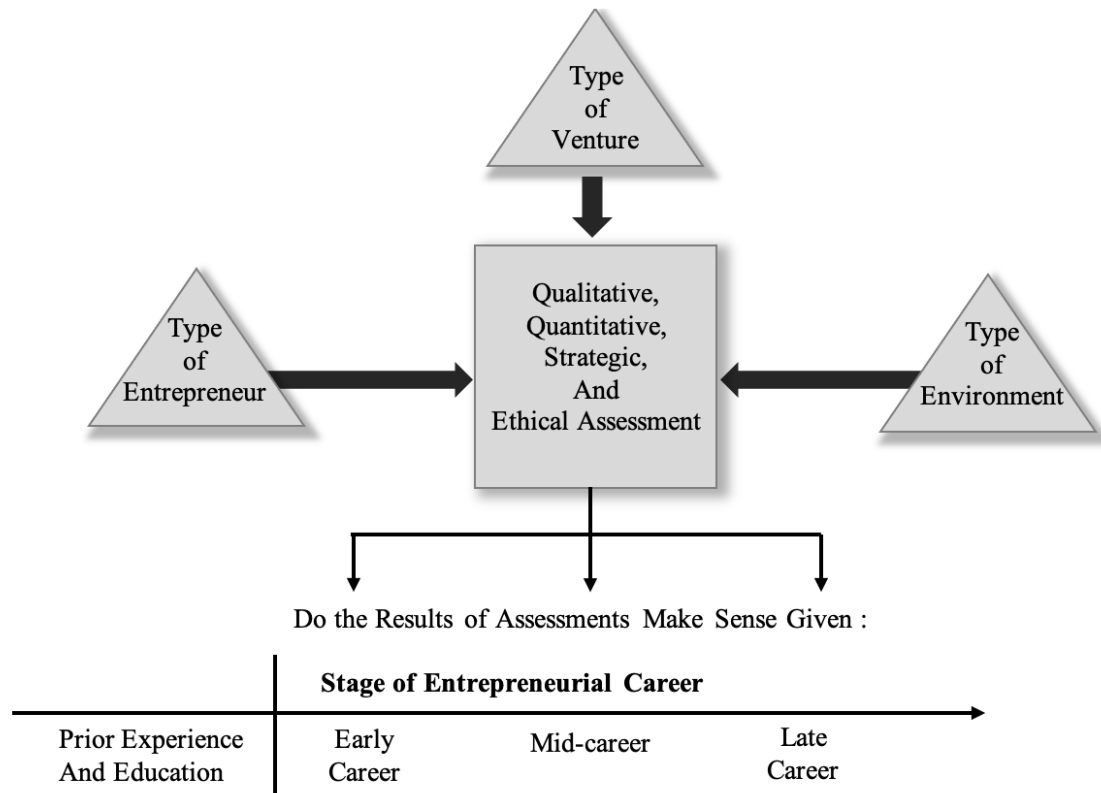 Type
of
Venture
Type
of
Entrepreneur
Qualitative,
Quantitative,
Strategic,
And
Ethical Assessment
Type
of
Environment
Do the Results of Assessments Make Sense Given :
Stage of Entrepreneurial Career
Prior Experience
And Education
Early
Career
Mid-career
Late
Career